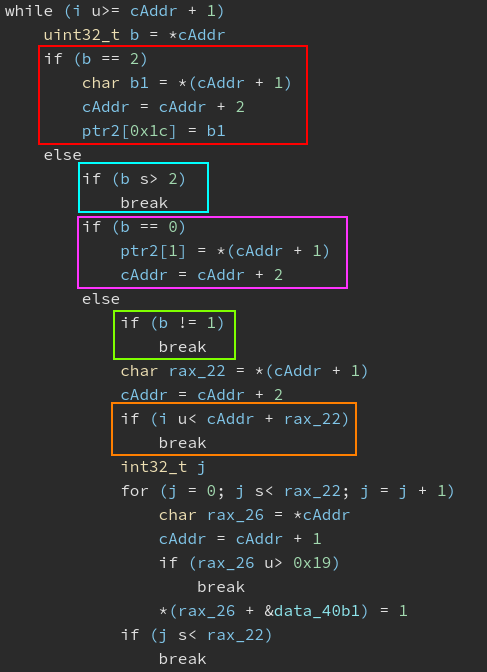 while (i u>= cAddr + 1)
    uint32_t b = *cAddr
    if (b == 2)
        char b1 = *(cAddr + 1)
        cAddr = cAddr + 2
        ptr2[0x1c] = b1
    else
        if (b s> 2)
            break
        if (b == 0)
            ptr2[1] = *(cAddr + 1)
            cAddr = cAddr + 2
        else
            if (b != 1)
                break
            char rax_22 = *(cAddr + 1)
            cAddr = cAddr + 2
            if (i u< cAddr + rax_22)
                break
            int32_t j
            for (j = 0; j s< rax_22; j = j + 1)
                char rax_26 = *cAddr
                cAddr = cAddr + 1
                if (rax_26 u> 0x19)
                    break
                *(rax_26 + &data_40b1) = 1
            if (j s< rax_22)
                break